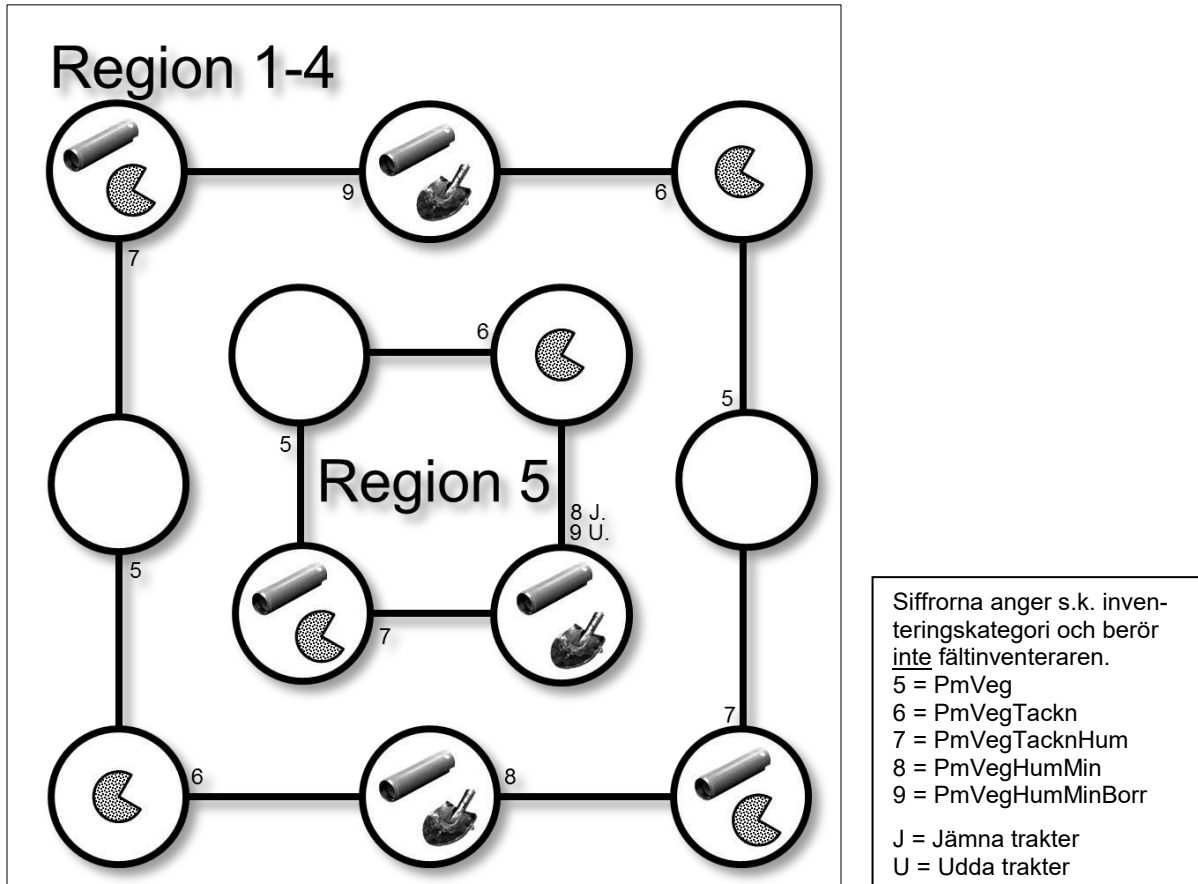 Region 1-4
9
6
7
6
5
5
Region 5
8 J.
9 U.
5
7
7
6
8
Siffrorna anger s.k. inven-
teringskategori och berör
inte fältinventeraren.
5 = PmVeg
6 = PmVegTackn
7 = PmVegTacknHum
8 = PmVegHumMin
9 = PmVegHumMinBorr
J = Jämna trakter
U = Udda trakter